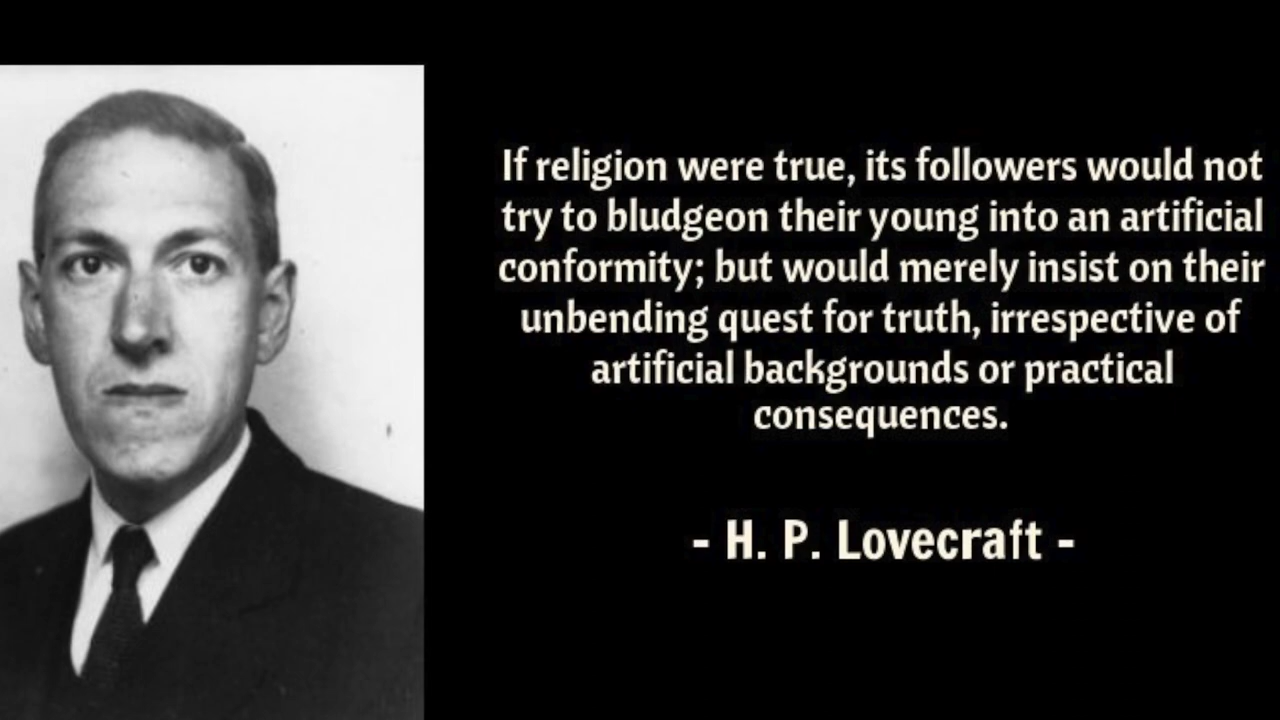 If religion were true, its followers would not
try to bludgeon their young into an artificial
conformity; but would merely insist on their
unbending quest for truth, irrespective of
artificial backgrounds or practical
consequences.
- H. P. Lovecraft -